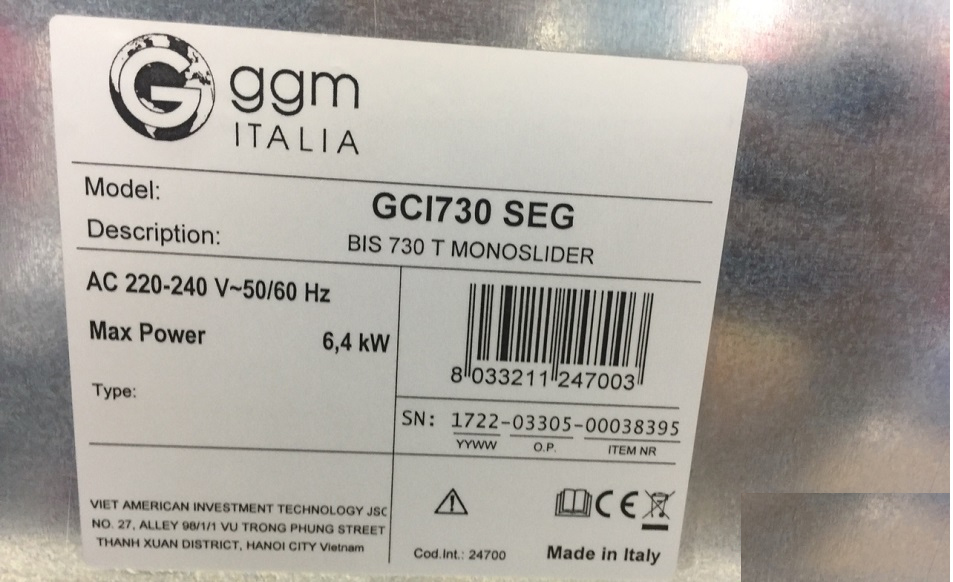 ggm
ITALIA
Model: GCI730 SEG
Description: BIS 730 T MONOSLIDER
AC 220-240 V~50/60 Hz
Max Power 6,4 kW
Type:
8 033211 247003
SN: 1722-03305-00038395
YYWW O.P. ITEM NR
VIET AMERICAN INVESTMENT TECHNOLOGY JSC
NO. 27, ALLEY 98/1/1 VU TRONG PHUNG STREET
THANH XUAN DISTRICT, HANOI CITY Vietnam
CE
Cod.Int.: 24700 Made in Italy